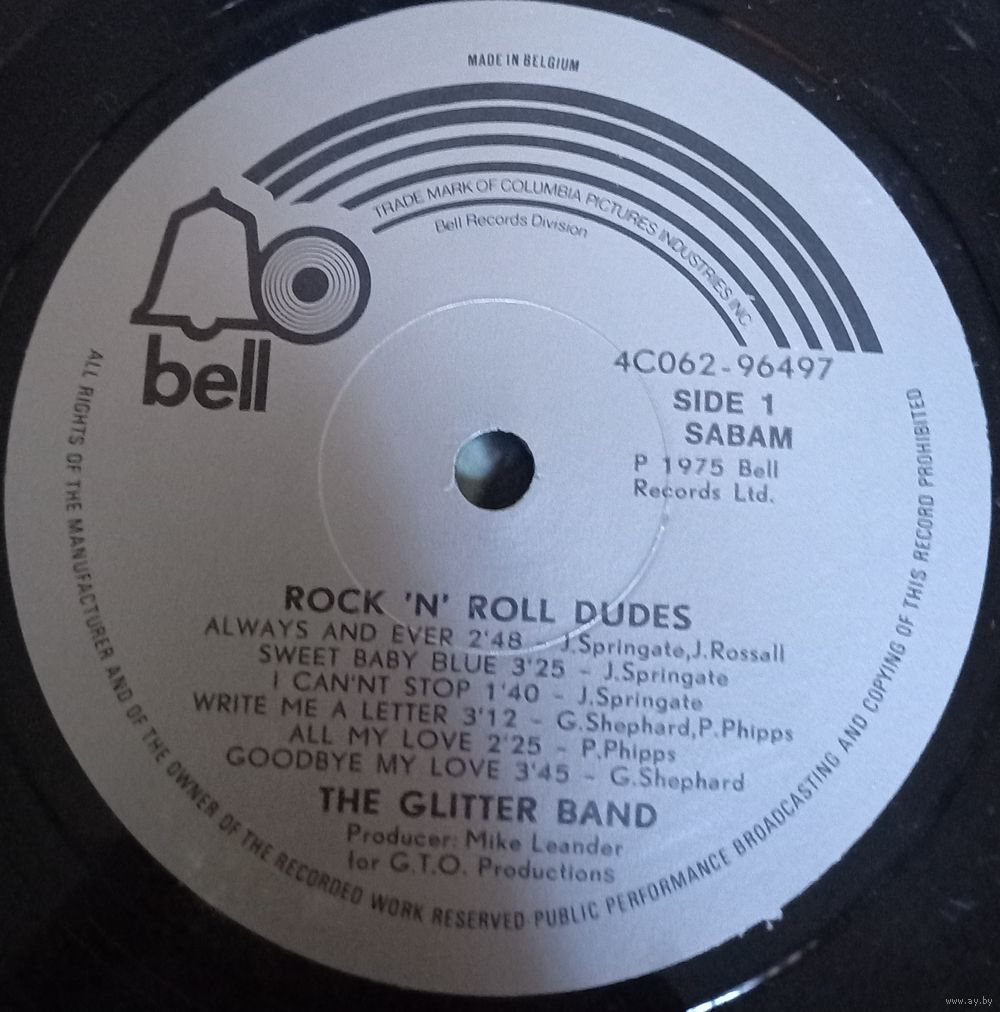 MADE IN BELGIUM
TRADE MARK OF COLUMBIA PICTURES INDUSTRIES INC.
Bell Records Division
bell
4C062-96497
SIDE 1
SABAM
P 1975 Bell
Records Ltd.
ROCK 'N' ROLL DUDES
ALWAYS AND EVER 2'48 - J.Springate,J.Rossall
SWEET BABY BLUE 3'25 - J.Springate
I CAN'NT STOP 1'40 - J.Springate
WRITE ME A LETTER 3'12 - G.Shephard,P.Phipps
ALL MY LOVE 2'25 - P.Phipps
GOODBYE MY LOVE 3'45 - G.Shephard
THE GLITTER BAND
Producer: Mike Leander
for G.T.O. Productions
ALL RIGHTS OF THE MANUFACTURER AND OF THE OWNER OF THE RECORDED WORK RESERVED·PUBLIC PERFORMANCE BROADCASTING AND COPYING OF THIS RECORD PROHIBITED
www.ay.by